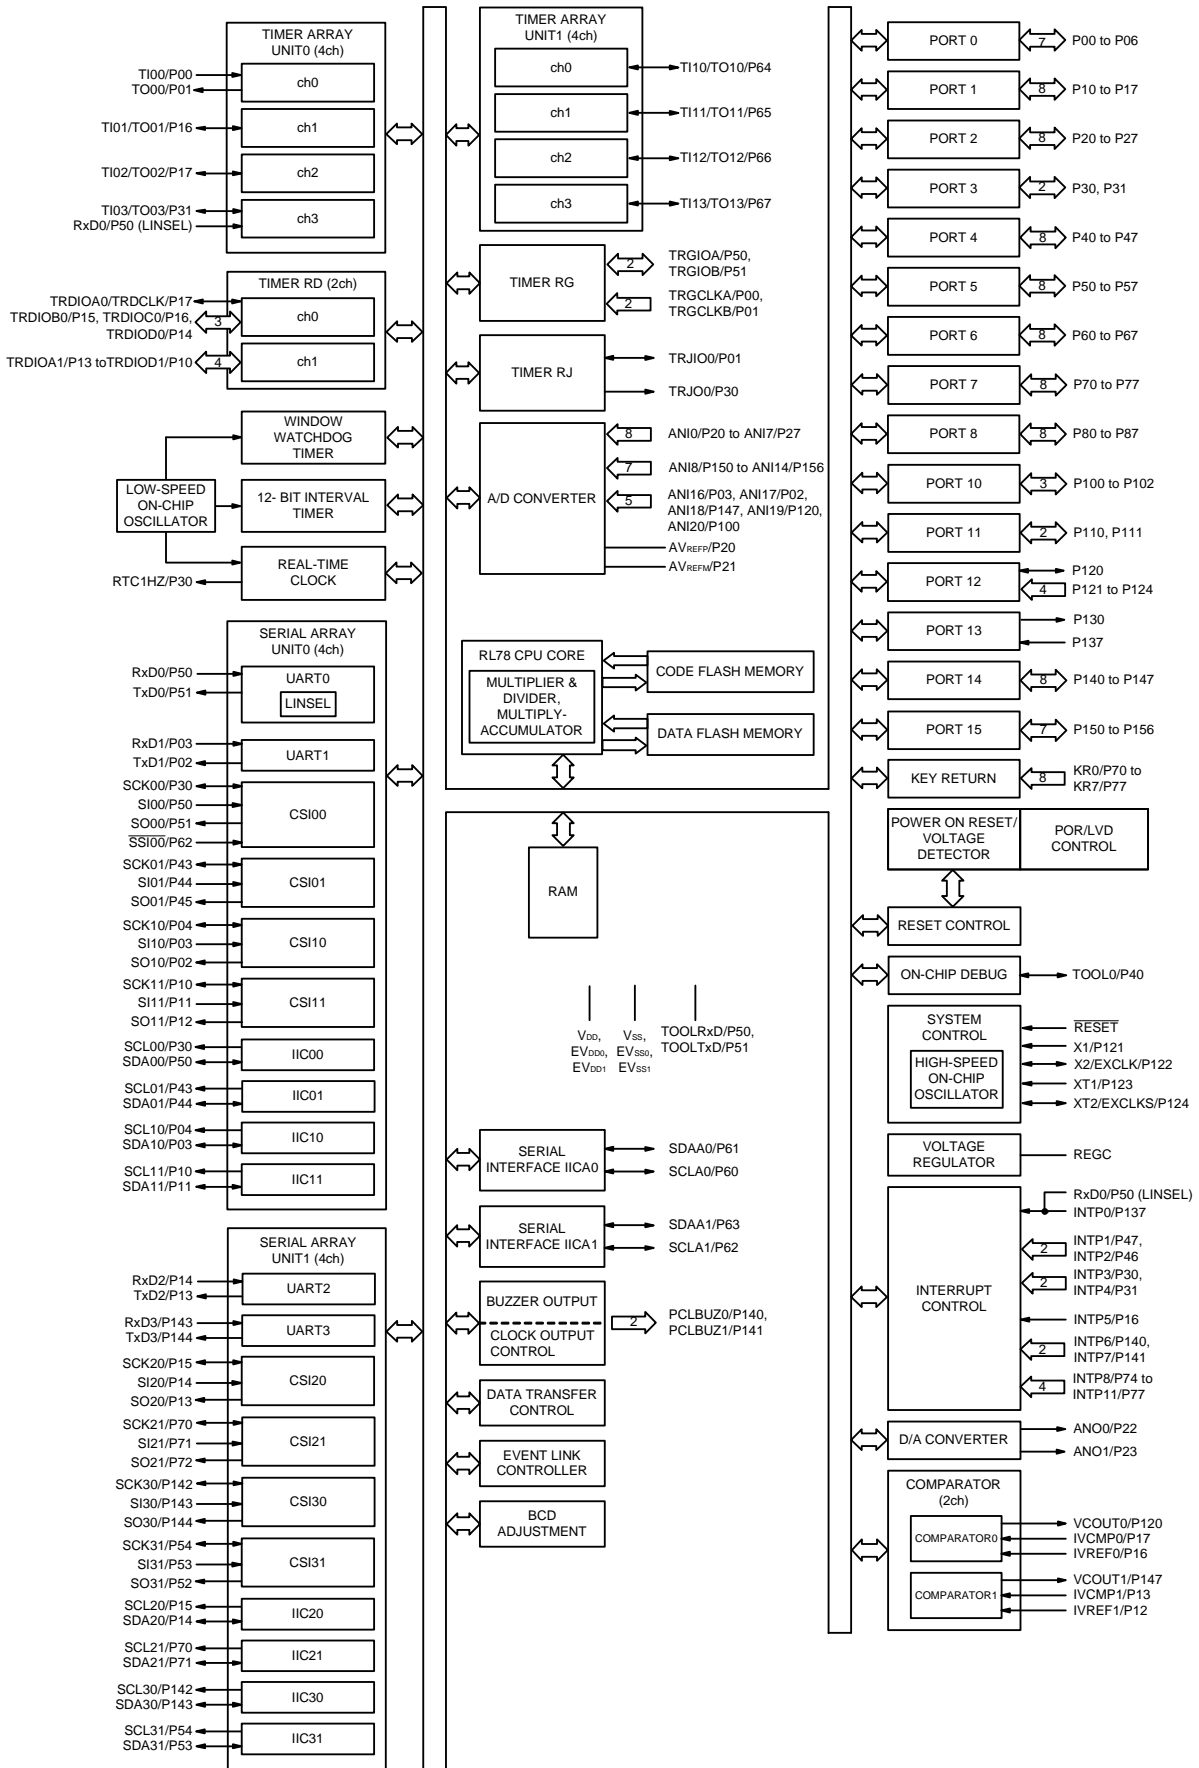 TIMER ARRAY
UNIT0 (4ch)
TI00/P00
TO00/P01
ch0
TI01/TO01/P16
ch1
TI02/TO02/P17
ch2
TI03/TO03/P31
RxD0/P50 (LINSEL)
ch3
TIMER RD (2ch)
TRDIOA0/TRDCLK/P17
TRDIOB0/P15, TRDIOC0/P16,
TRDIOD0/P14
3
ch0
TRDIOA1/P13 toTRDIOD1/P10
4
ch1
WINDOW
WATCHDOG
TIMER
LOW-SPEED
ON-CHIP
OSCILLATOR
12- BIT INTERVAL
TIMER
REAL-TIME
CLOCK
RTC1HZ/P30
SERIAL ARRAY
UNIT0 (4ch)
RxD0/P50
TxD0/P51
UART0
LINSEL
RxD1/P03
TxD1/P02
UART1
SCK00/P30
SI00/P50
SO00/P51
SSI00/P62
CSI00
SCK01/P43
SI01/P44
SO01/P45
CSI01
SCK10/P04
SI10/P03
SO10/P02
CSI10
SCK11/P10
SI11/P11
SO11/P12
CSI11
SCL00/P30
SDA00/P50
IIC00
SCL01/P43
SDA01/P44
IIC01
SCL10/P04
SDA10/P03
IIC10
SCL11/P10
SDA11/P11
IIC11
SERIAL ARRAY
UNIT1 (4ch)
RxD2/P14
TxD2/P13
UART2
RxD3/P143
TxD3/P144
UART3
SCK20/P15
SI20/P14
SO20/P13
CSI20
SCK21/P70
SI21/P71
SO21/P72
CSI21
SCK30/P142
SI30/P143
SO30/P144
CSI30
SCK31/P54
SI31/P53
SO31/P52
CSI31
SCL20/P15
SDA20/P14
IIC20
SCL21/P70
SDA21/P71
IIC21
SCL30/P142
SDA30/P143
IIC30
SCL31/P54
SDA31/P53
IIC31
TIMER ARRAY
UNIT1 (4ch)
ch0
TI10/TO10/P64
ch1
TI11/TO11/P65
ch2
TI12/TO12/P66
ch3
TI13/TO13/P67
TIMER RG
2
TRGIOA/P50,
TRGIOB/P51
2
TRGCLKA/P00,
TRGCLKB/P01
TIMER RJ
TRJIO0/P01
TRJO0/P30
A/D CONVERTER
8
ANI0/P20 to ANI7/P27
7
ANI8/P150 to ANI14/P156
5
ANI16/P03, ANI17/P02,
ANI18/P147, ANI19/P120,
ANI20/P100
AVREFP/P20
AVREFM/P21
RL78 CPU CORE
MULTIPLIER &
DIVIDER,
MULTIPLY-
ACCUMULATOR
CODE FLASH MEMORY
DATA FLASH MEMORY
RAM
VDD,
EVDD0,
EVDD1
VSS,
EVSS0,
EVSS1
TOOLRxD/P50,
TOOLTxD/P51
SERIAL
INTERFACE IICA0
SDAA0/P61
SCLA0/P60
SERIAL
INTERFACE IICA1
SDAA1/P63
SCLA1/P62
BUZZER OUTPUT
CLOCK OUTPUT
CONTROL
2
PCLBUZ0/P140,
PCLBUZ1/P141
DATA TRANSFER
CONTROL
EVENT LINK
CONTROLLER
BCD
ADJUSTMENT
PORT 0
7
P00 to P06
PORT 1
8
P10 to P17
PORT 2
8
P20 to P27
PORT 3
2
P30, P31
PORT 4
8
P40 to P47
PORT 5
8
P50 to P57
PORT 6
8
P60 to P67
PORT 7
8
P70 to P77
PORT 8
8
P80 to P87
PORT 10
3
P100 to P102
PORT 11
2
P110, P111
PORT 12
P120
4
P121 to P124
PORT 13
P130
P137
PORT 14
8
P140 to P147
PORT 15
7
P150 to P156
KEY RETURN
8
KR0/P70 to
KR7/P77
POWER ON RESET/
VOLTAGE
DETECTOR
POR/LVD
CONTROL
RESET CONTROL
ON-CHIP DEBUG
TOOL0/P40
SYSTEM
CONTROL
HIGH-SPEED
ON-CHIP
OSCILLATOR
RESET
X1/P121
X2/EXCLK/P122
XT1/P123
XT2/EXCLKS/P124
VOLTAGE
REGULATOR
REGC
INTERRUPT
CONTROL
RxD0/P50 (LINSEL)
INTP0/P137
2
INTP1/P47,
INTP2/P46
2
INTP3/P30,
INTP4/P31
INTP5/P16
2
INTP6/P140,
INTP7/P141
4
INTP8/P74 to
INTP11/P77
D/A CONVERTER
ANO0/P22
ANO1/P23
COMPARATOR
(2ch)
COMPARATOR0
VCOUT0/P120
IVCMP0/P17
IVREF0/P16
COMPARATOR1
VCOUT1/P147
IVCMP1/P13
IVREF1/P12